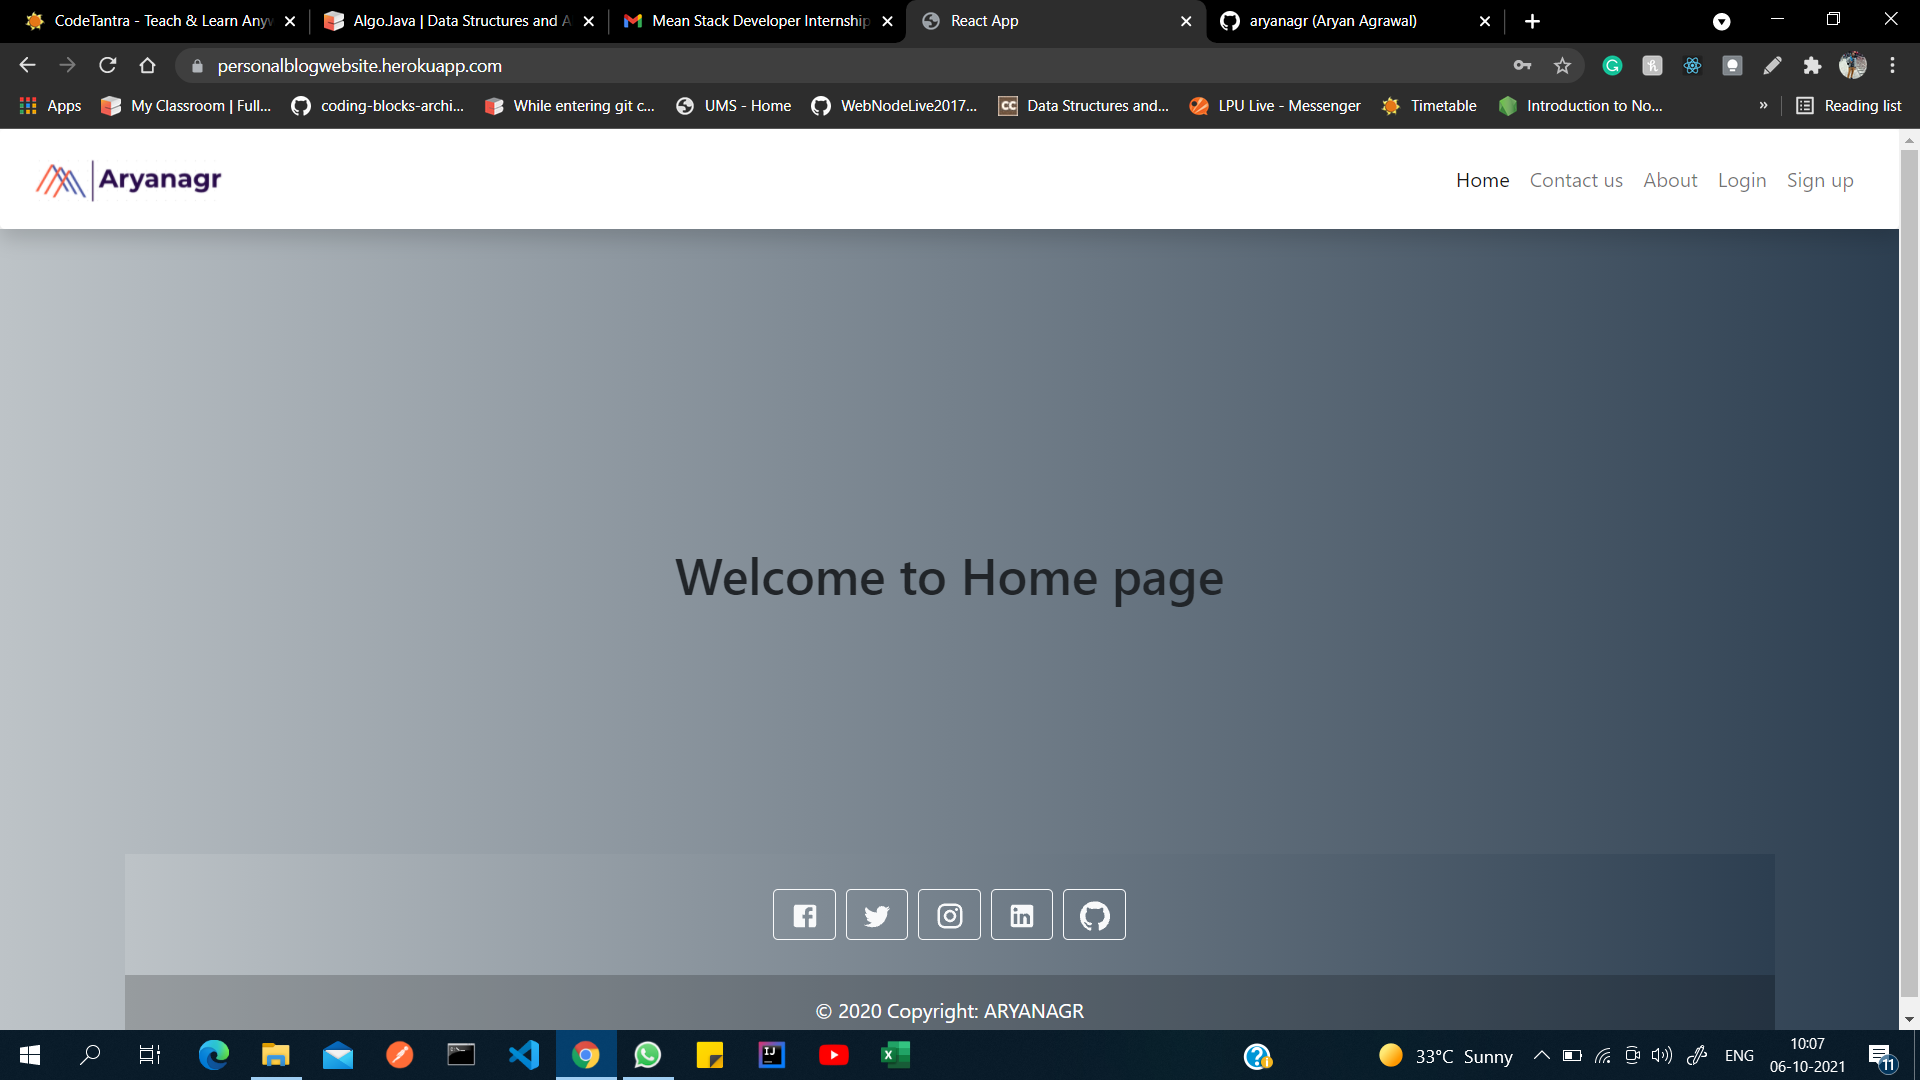 CodeTantra - Teach & Learn Anyw
AlgoJava | Data Structures and A
Mean Stack Developer Internship
React App
aryanagr (Aryan Agrawal)
personalblogwebsite.herokuapp.com
Apps
My Classroom | Full...
coding-blocks-archi...
While entering git c...
UMS - Home
WebNodeLive2017...
CC
Data Structures and...
LPU Live - Messenger
Timetable
Introduction to No...
»
Reading list
Aryanagr
Home
Contact us
About
Login
Sign up
Welcome to Home page
© 2020 Copyright: ARYANAGR
33°C Sunny
ENG
10:07
06-10-2021
11